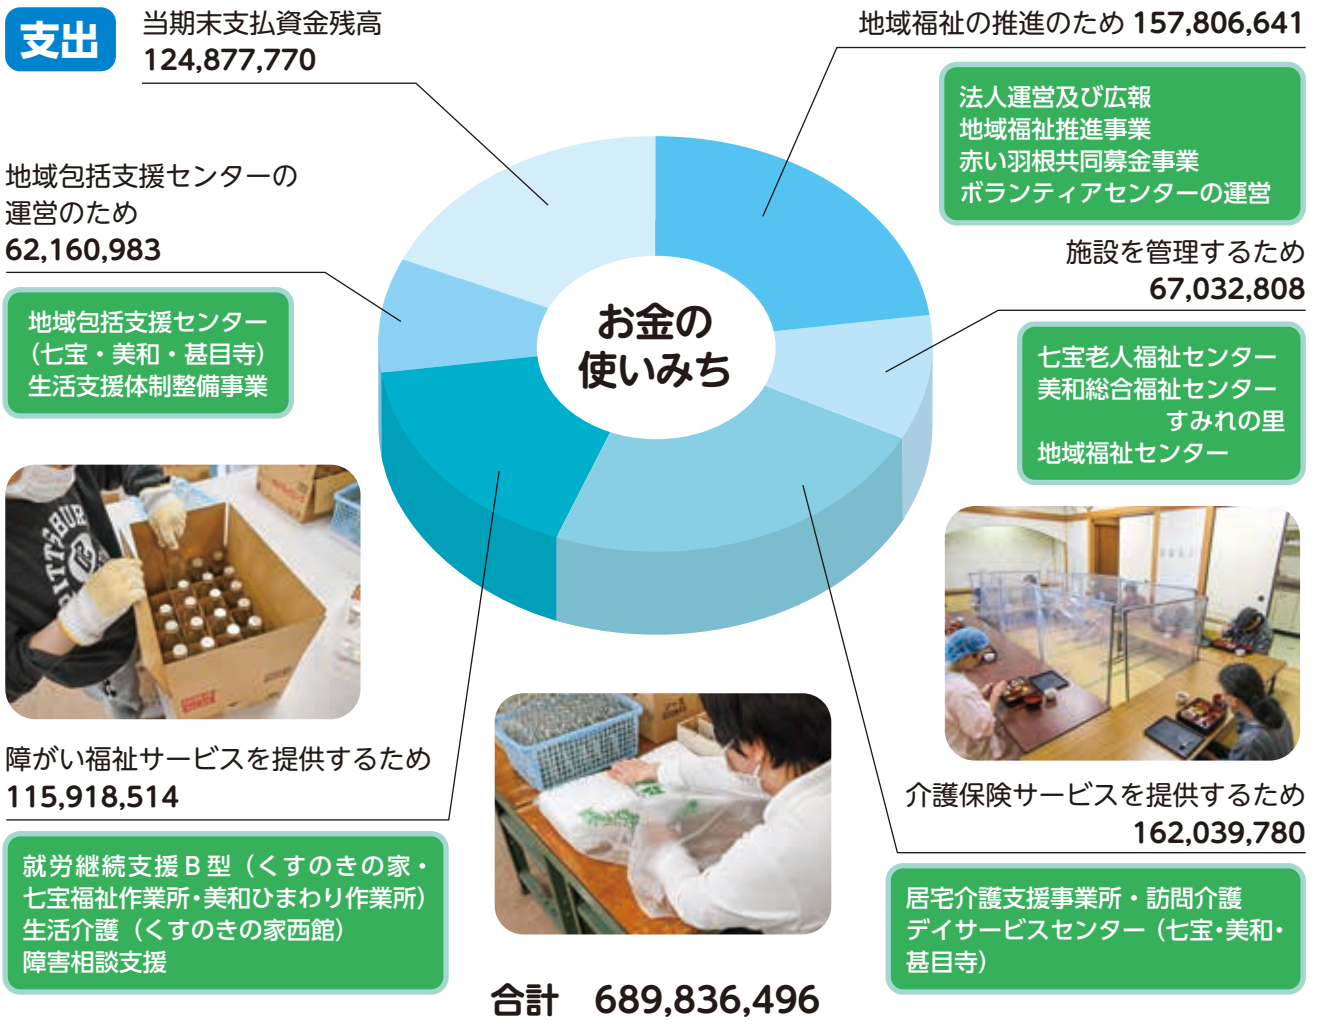 支出
当期末支払資金残高
124,877,770
地域福祉の推進のため 157,806,641
法人運営及び広報
地域福祉推進事業
赤い羽根共同募金事業
ボランティアセンターの運営
地域包括支援センターの
運営のため
62,160,983
地域包括支援センター
（七宝・美和・甚目寺）
生活支援体制整備事業
施設を管理するため
67,032,808
七宝老人福祉センター
美和総合福祉センター
すみれの里
地域福祉センター
お金の
使いみち
PITTSBUR
障がい福祉サービスを提供するため
115,918,514
就労継続支援B型（くすのきの家・
七宝福祉作業所・美和ひまわり作業所）
生活介護（くすのきの家西館）
障害相談支援
介護保険サービスを提供するため
162,039,780
居宅介護支援事業所・訪問介護
デイサービスセンター（七宝・美和・
甚目寺）
合計 689,836,496